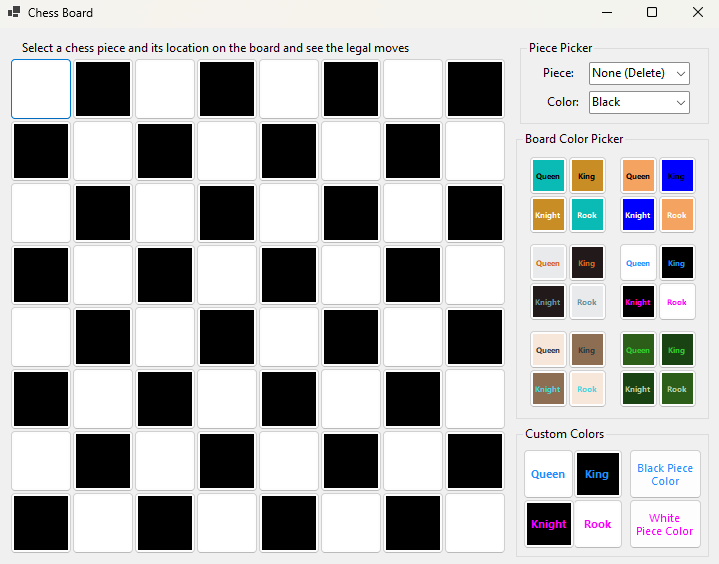 Chess Board
Select a chess piece and its location on the board and see the legal moves
Piece Picker
Piece: None (Delete)
Color: Black
Board Color Picker
Queen King Queen King
Knight Rook Knight Rook
Queen King Queen King
Knight Rook Knight Rook
Queen King Queen King
Knight Rook Knight Rook
Custom Colors
Queen King Black Piece
Color
Knight Rook White
Piece Color